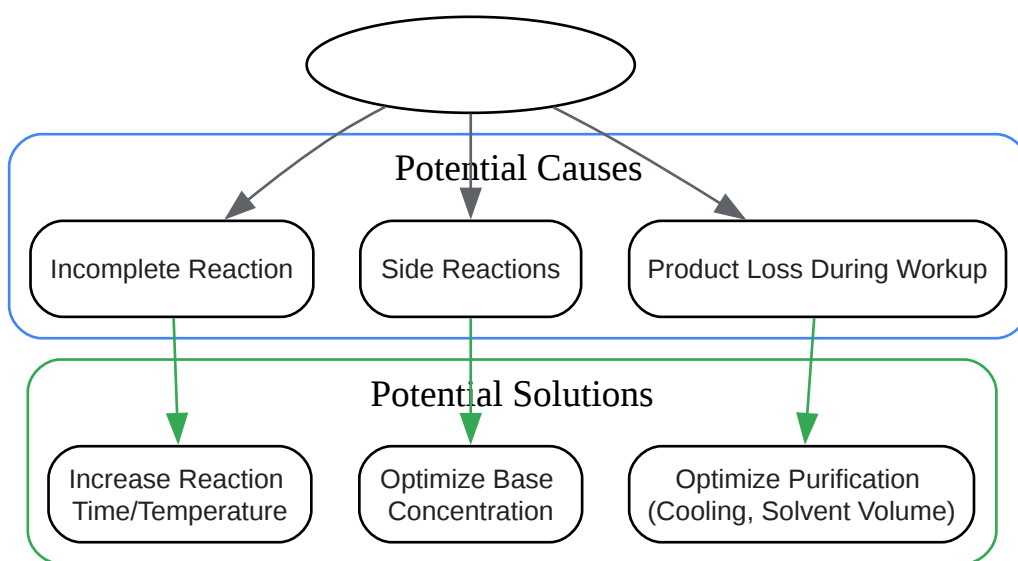 Potential Causes
Incomplete Reaction
Side Reactions
Product Loss During Workup
Potential Solutions
Increase Reaction
Time/Temperature
Optimize Base
Concentration
Optimize Purification
(Cooling, Solvent Volume)